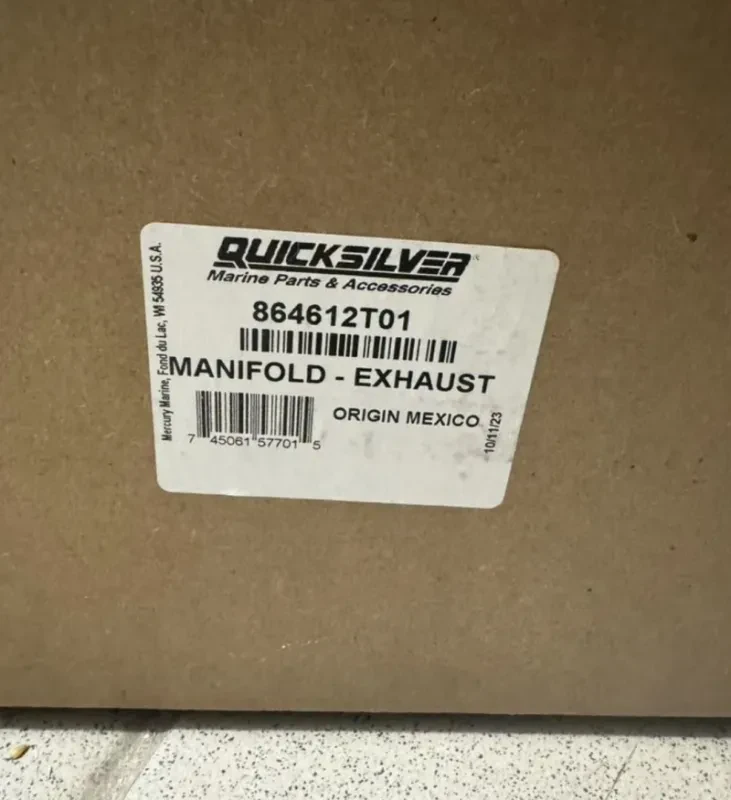 QUICKSILVER
Marine Parts & Accessories
864612T01
MANIFOLD - EXHAUST
ORIGIN MEXICO
7 45061 57701 5
10/11/23
Mercury Marine, Fond du Lac, WI 54935 U.S.A.